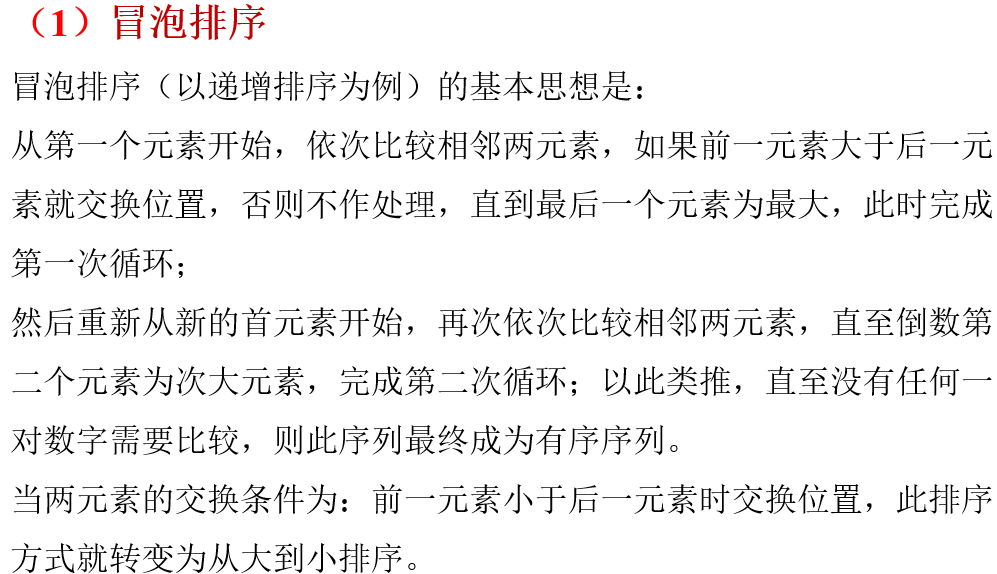 （1）冒泡排序
冒泡排序（以递增排序为例）的基本思想是：
从第一个元素开始，依次比较相邻两元素，如果前一元素大于后一元
素就交换位置，否则不作处理，直到最后一个元素为最大，此时完成
第一次循环；
然后重新从新的首元素开始，再次依次比较相邻两元素，直至倒数第
二个元素为次大元素，完成第二次循环；以此类推，直至没有任何一
对数字需要比较，则此序列最终成为有序序列。
当两元素的交换条件为：前一元素小于后一元素时交换位置，此排序
方式就转变为从大到小排序。